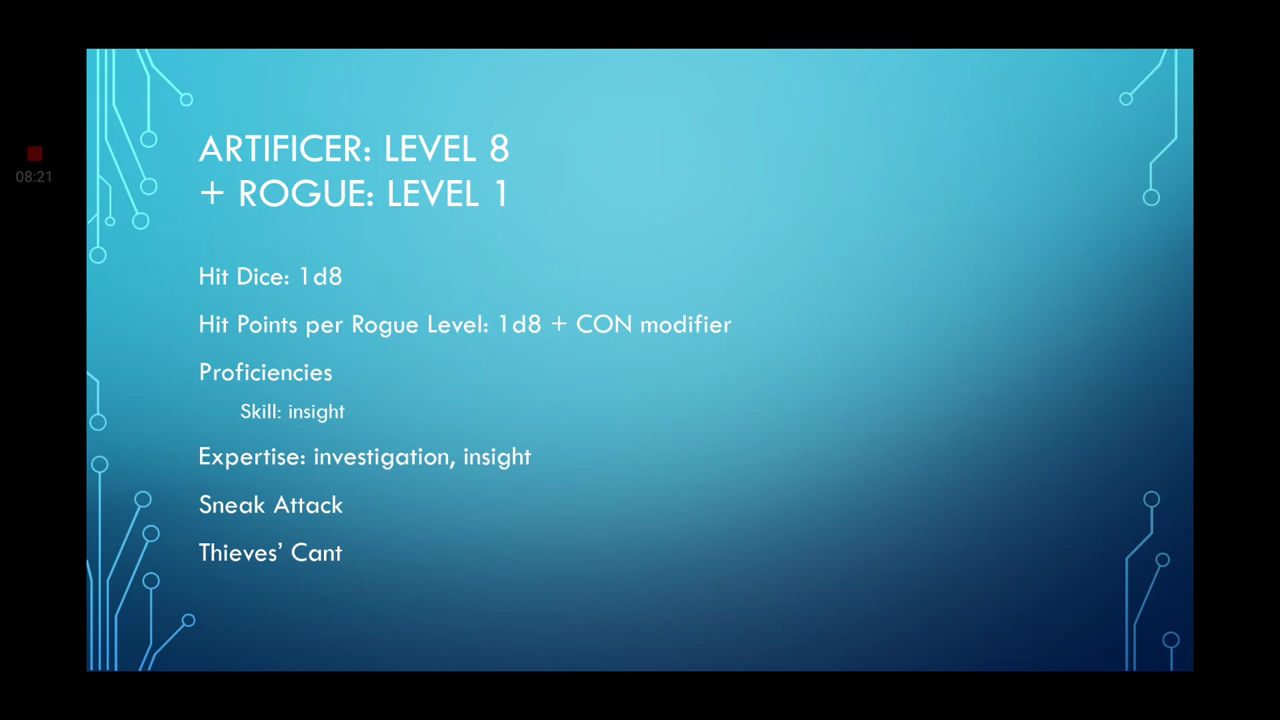 08:21
ARTIFICER: LEVEL 8
+ ROGUE: LEVEL 1
Hit Dice: 1d8
Hit Points per Rogue Level: 1d8 + CON modifier
Proficiencies
Skill: insight
Expertise: investigation, insight
Sneak Attack
Thieves’ Cant